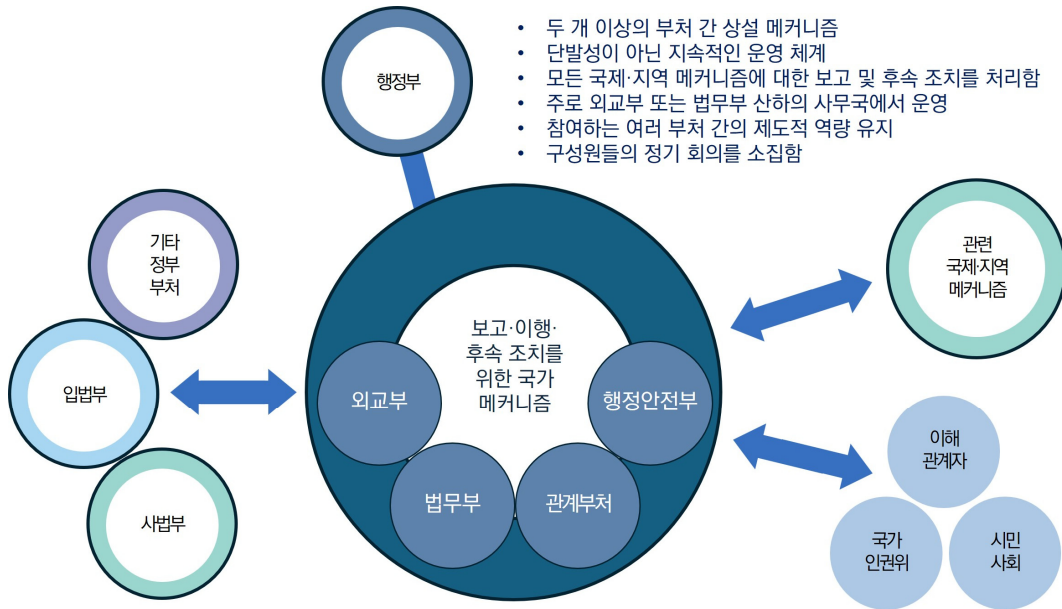 행정부
• 두 개 이상의 부처 간 상설 메커니즘
• 단발성이 아닌 지속적인 운영 체계
• 모든 국제·지역 메커니즘에 대한 보고 및 후속 조치를 처리함
• 주로 외교부 또는 법무부 산하의 사무국에서 운영
• 참여하는 여러 부처 간의 제도적 역량 유지
• 구성원들의 정기 회의를 소집함
기타
정부
부처
입법부
사법부
보고·이행·
후속 조치를
위한 국가
메커니즘
외교부
법무부
관계부처
행정안전부
관련
국제·지역
메커니즘
이해
관계자
국가
인권위
시민
사회